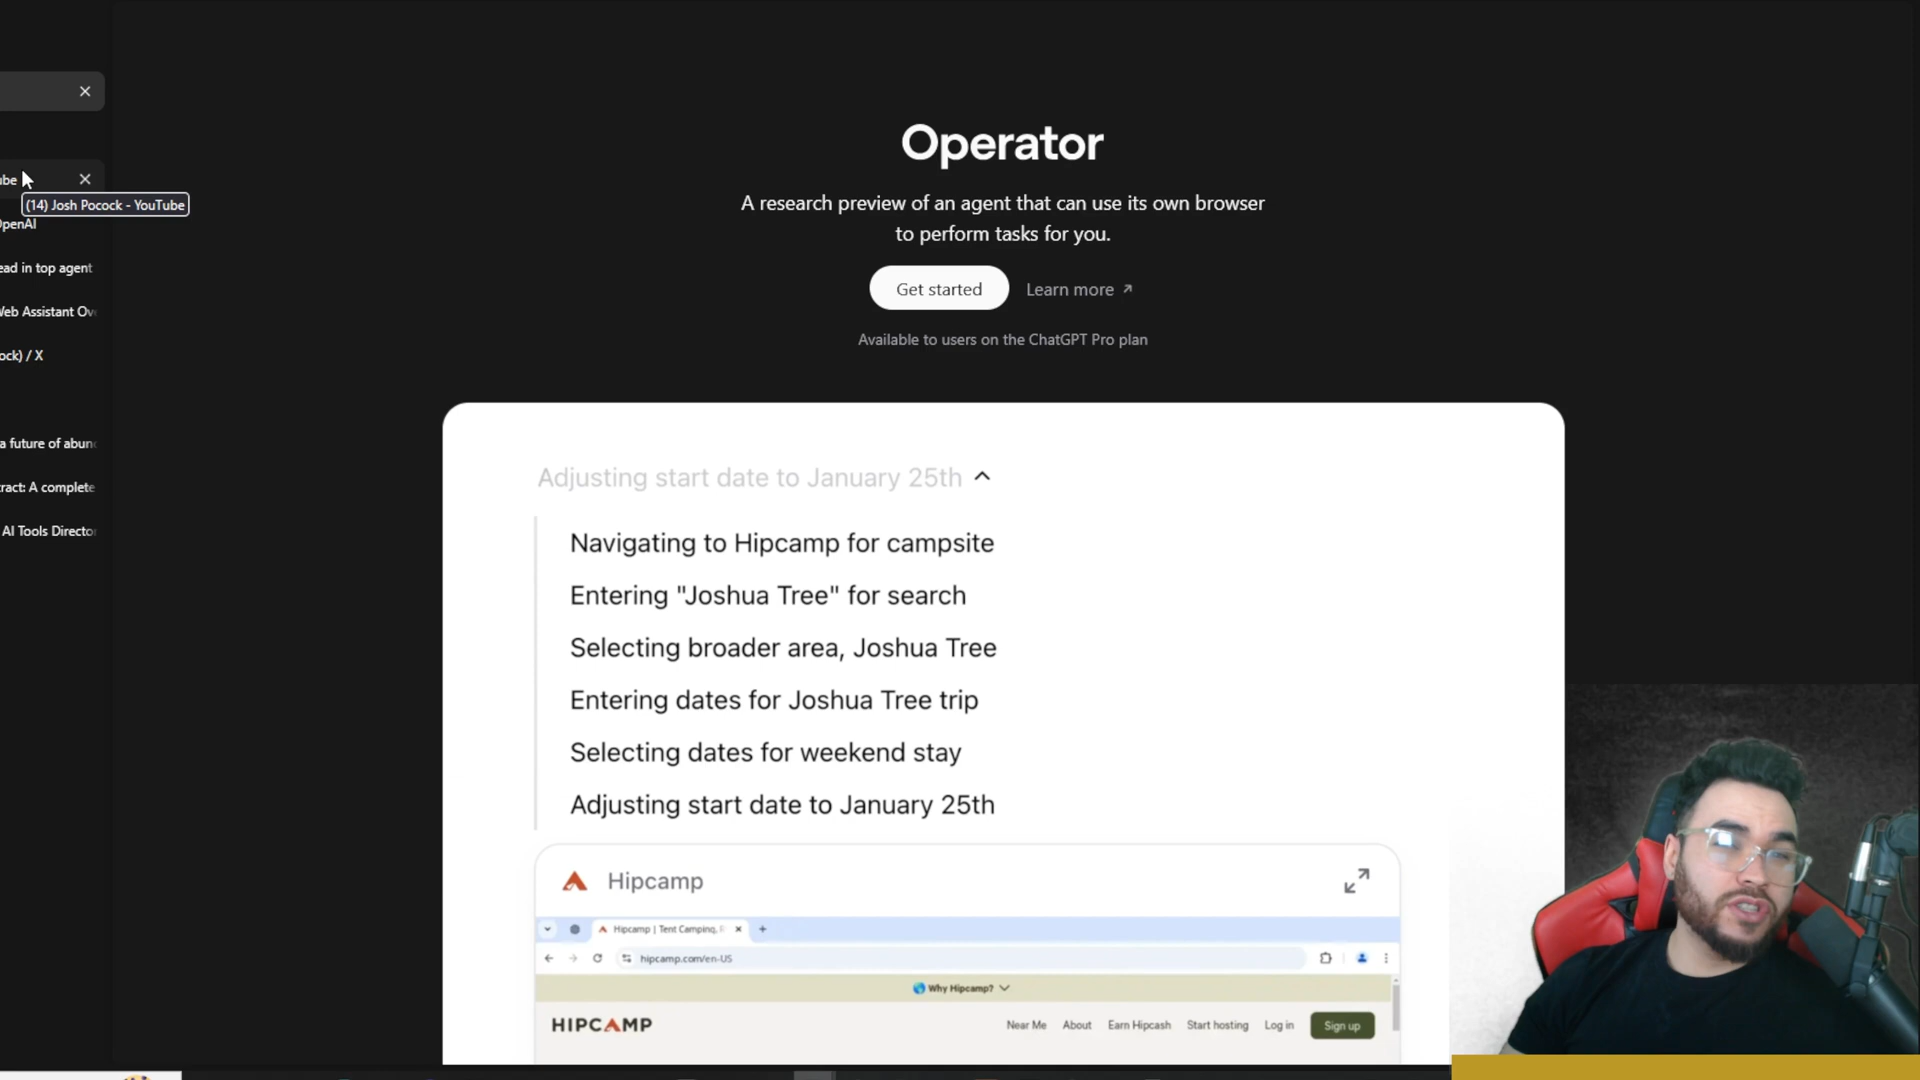 ube
(14) Josh Pocock - YouTube
OpenAI
ead in top agent
Web Assistant Ov
ock) / X
a future of abun
ract: A complete
AI Tools Directo
Operator
A research preview of an agent that can use its own browser
to perform tasks for you.
Get started
Learn more ↗
Available to users on the ChatGPT Pro plan
Adjusting start date to January 25th
Navigating to Hipcamp for campsite
Entering "Joshua Tree" for search
Selecting broader area, Joshua Tree
Entering dates for Joshua Tree trip
Selecting dates for weekend stay
Adjusting start date to January 25th
Hipcamp
Hipcamp | Tent Camping,
hipcamp.com/en-US
Why Hipcamp?
HIPCAMP
Near Me
About
Earn Hipcash
Start hosting
Log in
Sign up